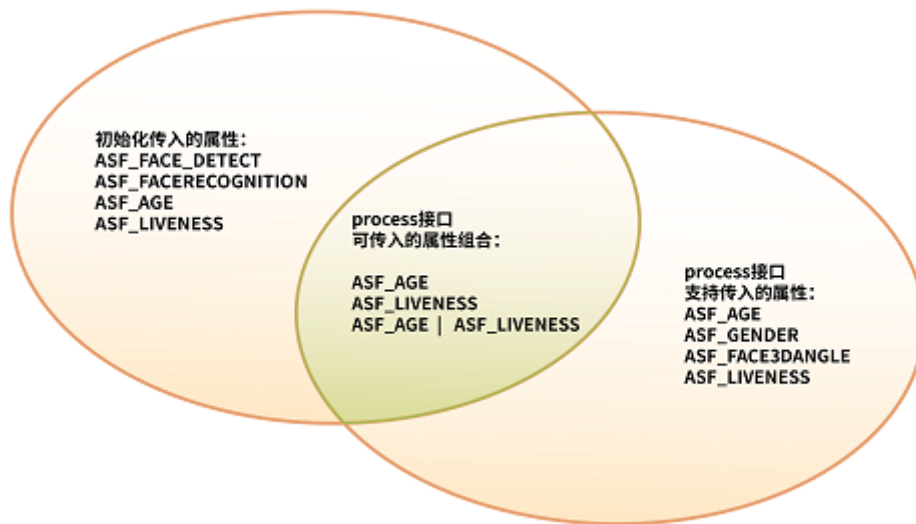 初始化传入的属性：
ASF_FACE_DETECT
ASF_FACERECOGNITION
ASF_AGE
ASF_LIVENESS
process接口
可传入的属性组合：
ASF_AGE
ASF_LIVENESS
ASF_AGE | ASF_LIVENESS
process接口
支持传入的属性：
ASF_AGE
ASF_GENDER
ASF_FACE3DANGLE
ASF_LIVENESS